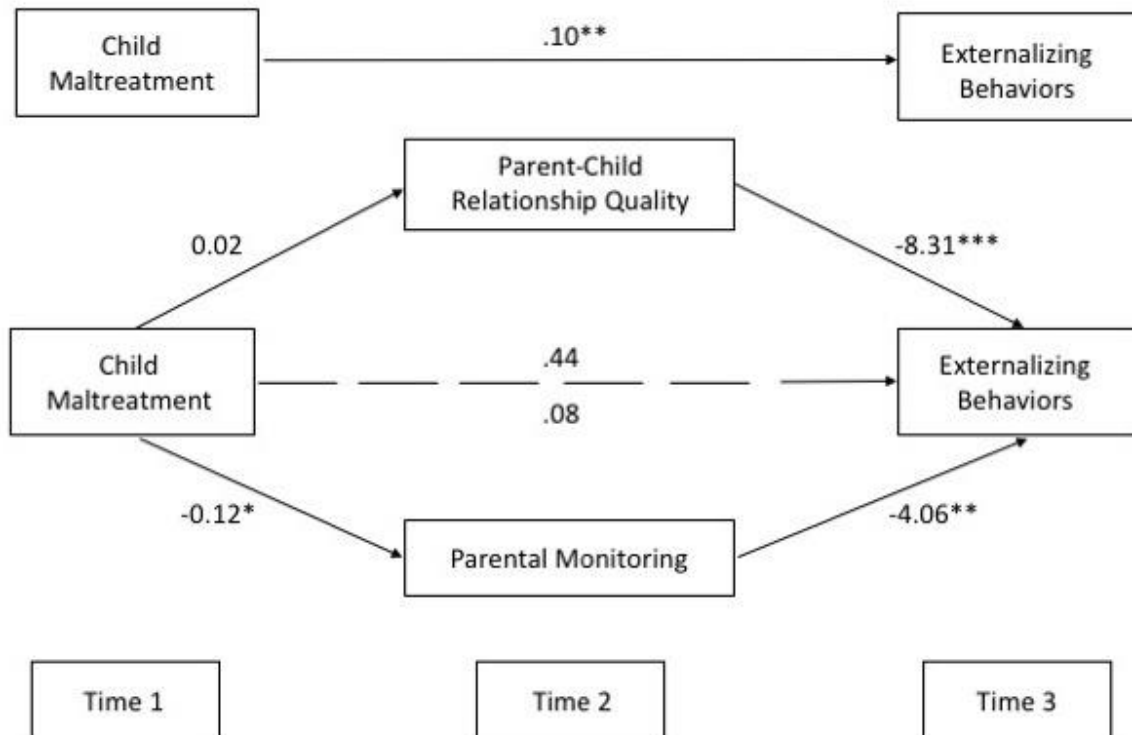 Child
Maltreatment
.10**
Externalizing
Behaviors
Parent-Child
Relationship Quality
0.02
-8.31***
Child
Maltreatment
.44
.08
Externalizing
Behaviors
-0.12*
-4.06**
Parental Monitoring
Time 1
Time 2
Time 3